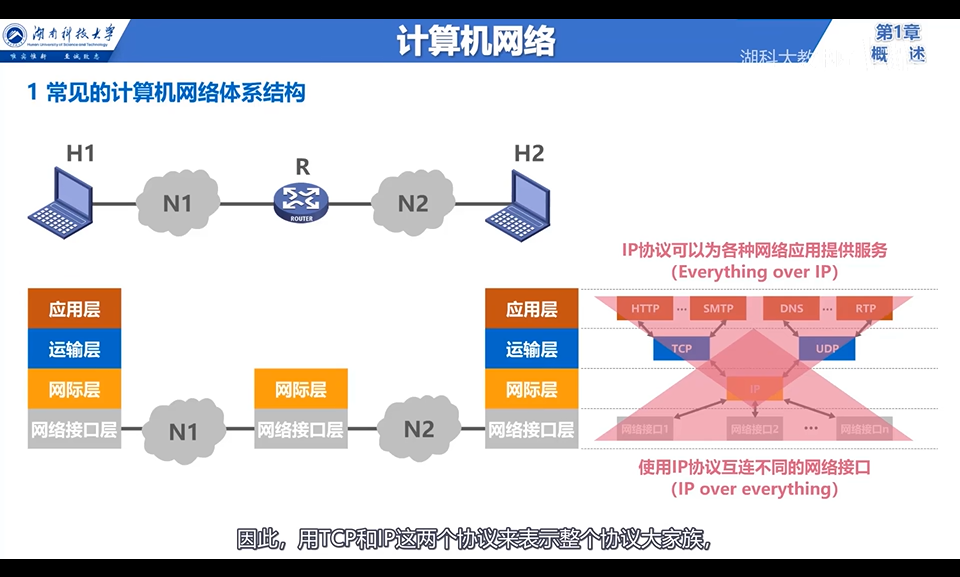 湖南科技大学
Hunan University of Science and Technology
唯实惟新 至诚致志
计算机网络
第1章
概 述
湖科大教
1 常见的计算机网络体系结构
H1
R
H2
N1
ROUTER
N2
IP协议可以为各种网络应用提供服务
（Everything over IP）
应用层
应用层
HTTP ··· SMTP DNS ··· RTP
运输层
运输层
TCP UDP
网际层
网际层
网际层
IP
网络接口层
N1
网络接口层
N2
网络接口层
网络接口1 网络接口2 ··· 网络接口n
使用IP协议互连不同的网络接口
（IP over everything）
因此，用TCP和IP这两个协议来表示整个协议大家族，